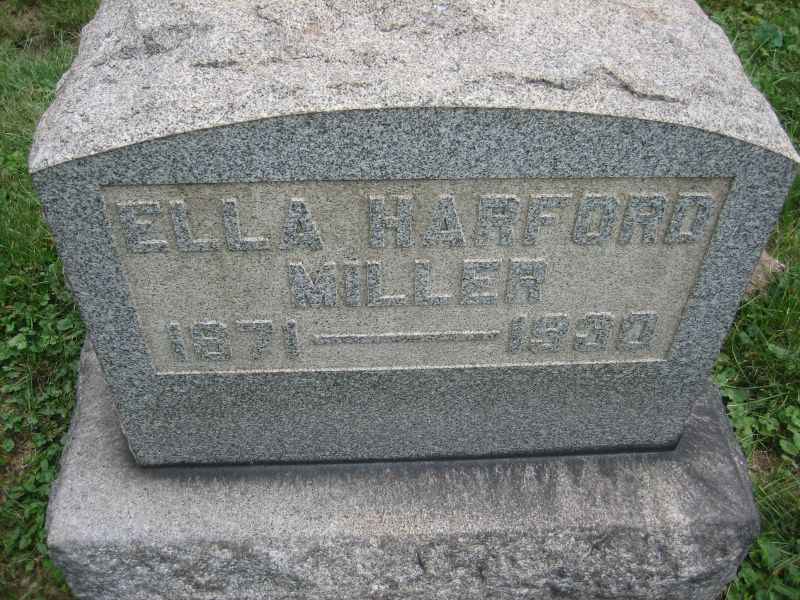 ELLA HARFORD
MILLER
1871 — 1930